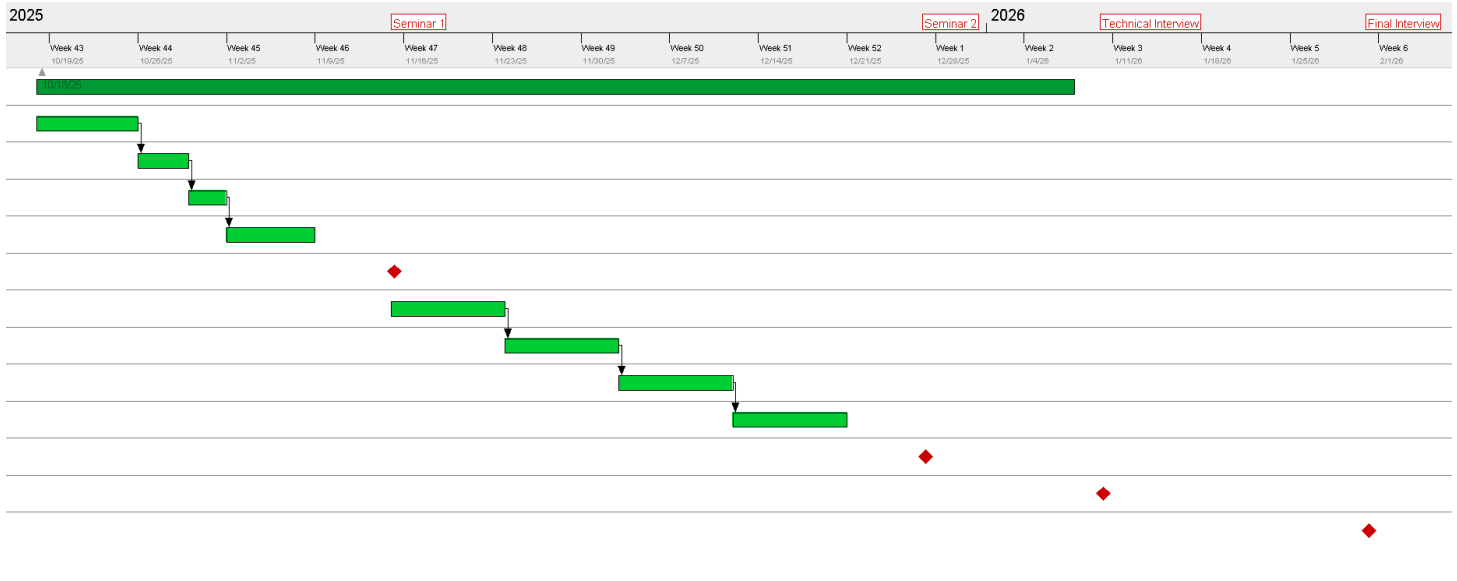 2025
2026
Seminar 1
Seminar 2
Technical Interview
Final Interview
Week 43
Week 44
Week 45
Week 46
Week 47
Week 48
Week 49
Week 50
Week 51
Week 52
Week 1
Week 2
Week 3
Week 4
Week 5
Week 6
10/19/25
10/26/25
11/2/25
11/9/25
11/16/25
11/23/25
11/30/25
12/7/25
12/14/25
12/21/25
12/28/25
1/4/26
1/11/26
1/18/26
1/25/26
2/1/26
10/18/25